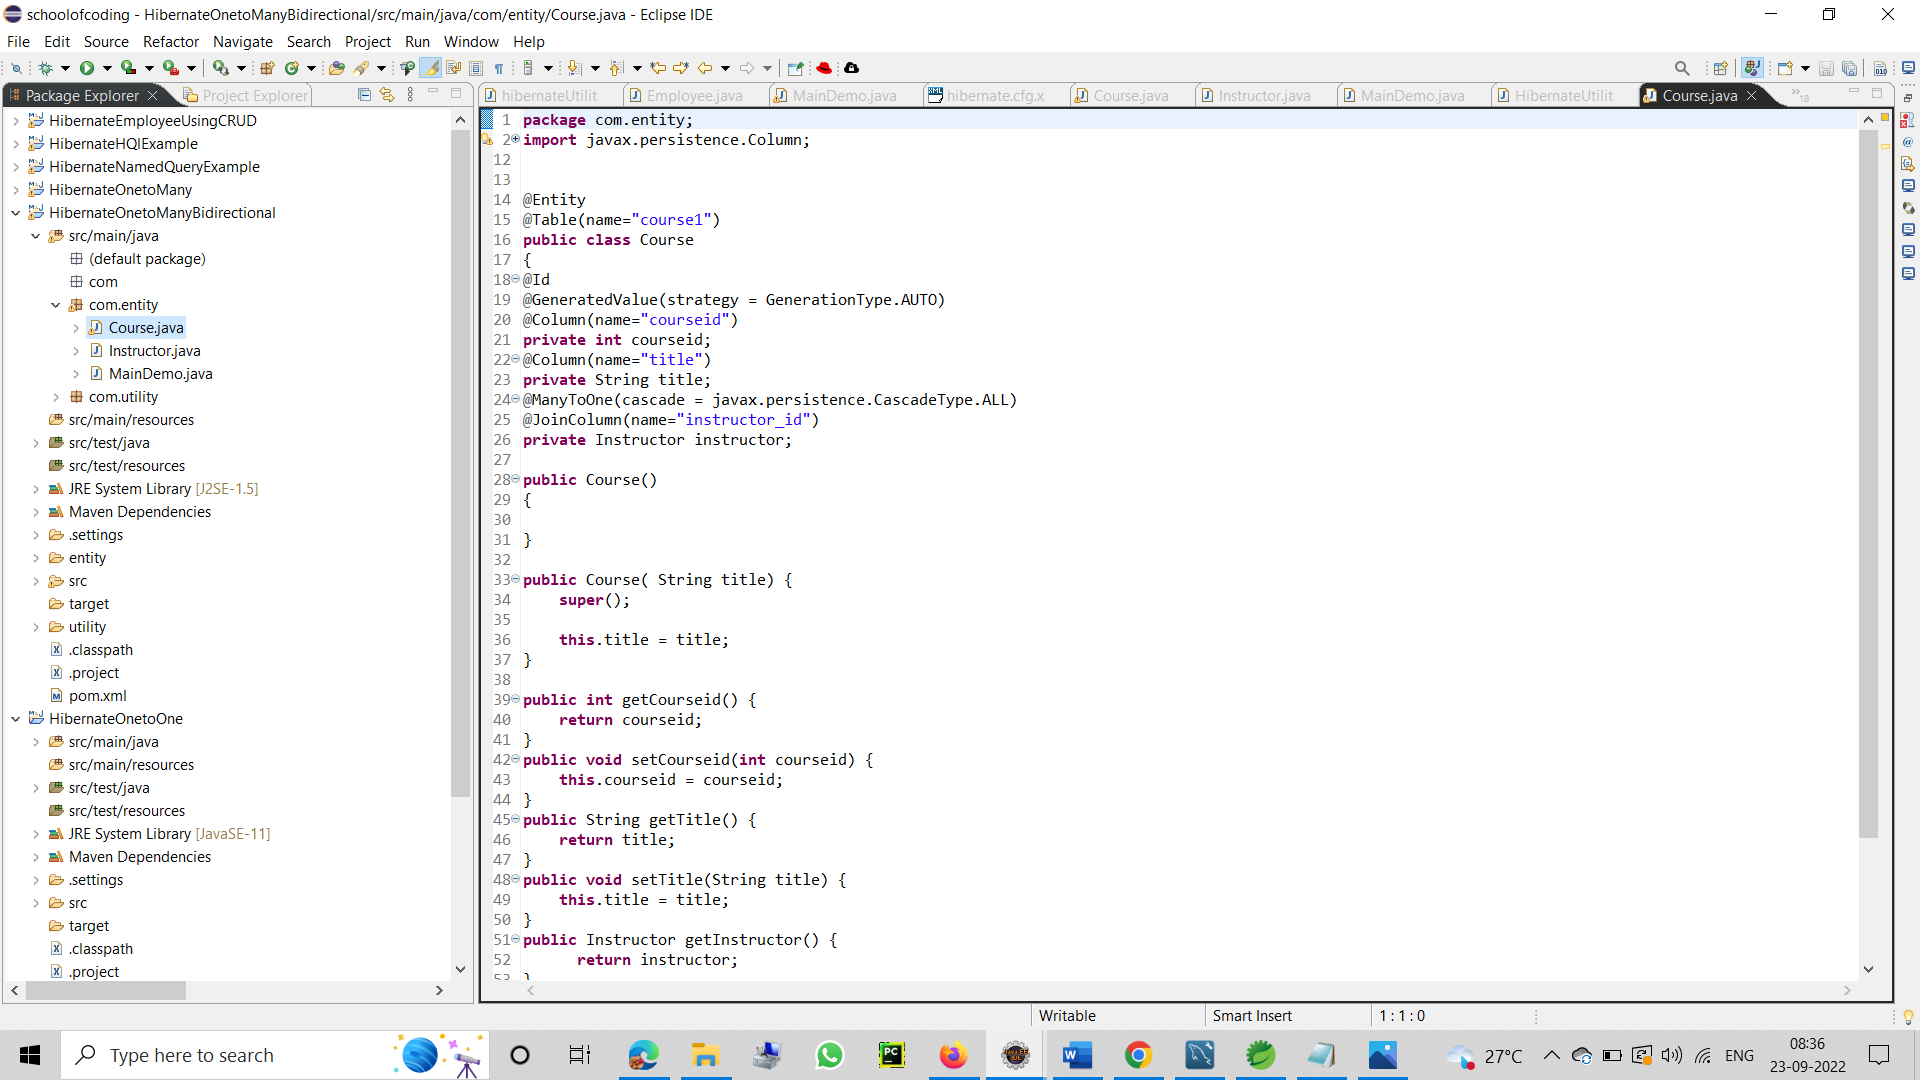 schoolofcoding - HibernateOnetoManyBidirectional/src/main/java/com/entity/Course.java - Eclipse IDE
File Edit Source Refactor Navigate Search Project Run Window Help
Package Explorer
Project Explorer
HibernateEmployeeUsingCRUD
HibernateHQlExample
HibernateNamedQueryExample
HibernateOnetoMany
HibernateOnetoManyBidirectional
src/main/java
(default package)
com
com.entity
Course.java
Instructor.java
MainDemo.java
com.utility
src/main/resources
src/test/java
src/test/resources
JRE System Library [J2SE-1.5]
Maven Dependencies
.settings
entity
src
target
utility
.classpath
.project
pom.xml
HibernateOnetoOne
src/main/java
src/main/resources
src/test/java
src/test/resources
JRE System Library [JavaSE-11]
Maven Dependencies
.settings
src
target
.classpath
.project
hibernateUtilit Employee.java MainDemo.java hibernate.cfg.x Course.java Instructor.java MainDemo.java HibernateUtilit Course.java 18
1 package com.entity;
2 import javax.persistence.Column;
12
13
14 @Entity
15 @Table(name="course1")
16 public class Course
17 {
18 @Id
19 @GeneratedValue(strategy = GenerationType.AUTO)
20 @Column(name="courseid")
21 private int courseid;
22 @Column(name="title")
23 private String title;
24 @ManyToOne(cascade = javax.persistence.CascadeType.ALL)
25 @JoinColumn(name="instructor_id")
26 private Instructor instructor;
27
28 public Course()
29 {
30
31 }
32
33 public Course( String title) {
34 super();
35
36 this.title = title;
37 }
38
39 public int getCourseid() {
40 return courseid;
41 }
42 public void setCourseid(int courseid) {
43 this.courseid = courseid;
44 }
45 public String getTitle() {
46 return title;
47 }
48 public void setTitle(String title) {
49 this.title = title;
50 }
51 public Instructor getInstructor() {
52 return instructor;
53 }
Writable
Smart Insert
1 : 1 : 0
Type here to search
27°C
ENG
08:36
23-09-2022